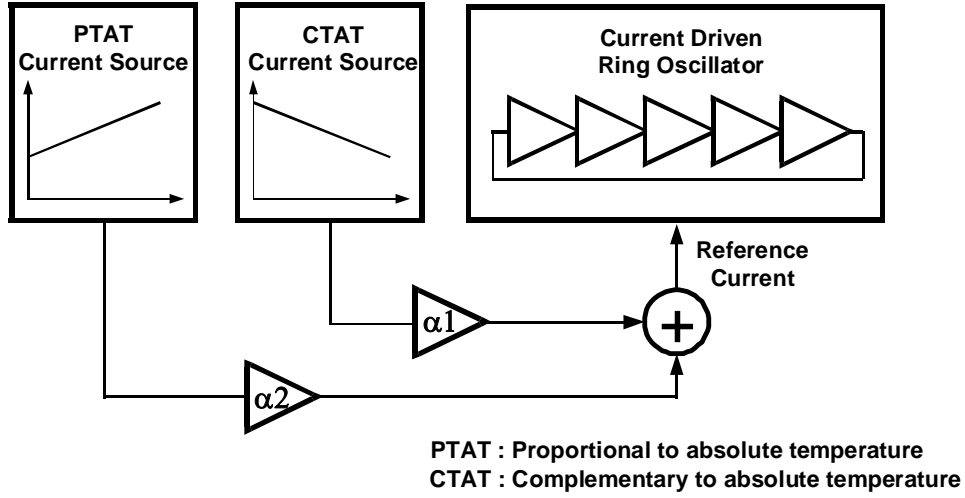 PTAT
Current Source
CTAT
Current Source
Current Driven
Ring Oscillator
Reference
Current
α1
+
α2
PTAT : Proportional to absolute temperature
CTAT : Complementary to absolute temperature